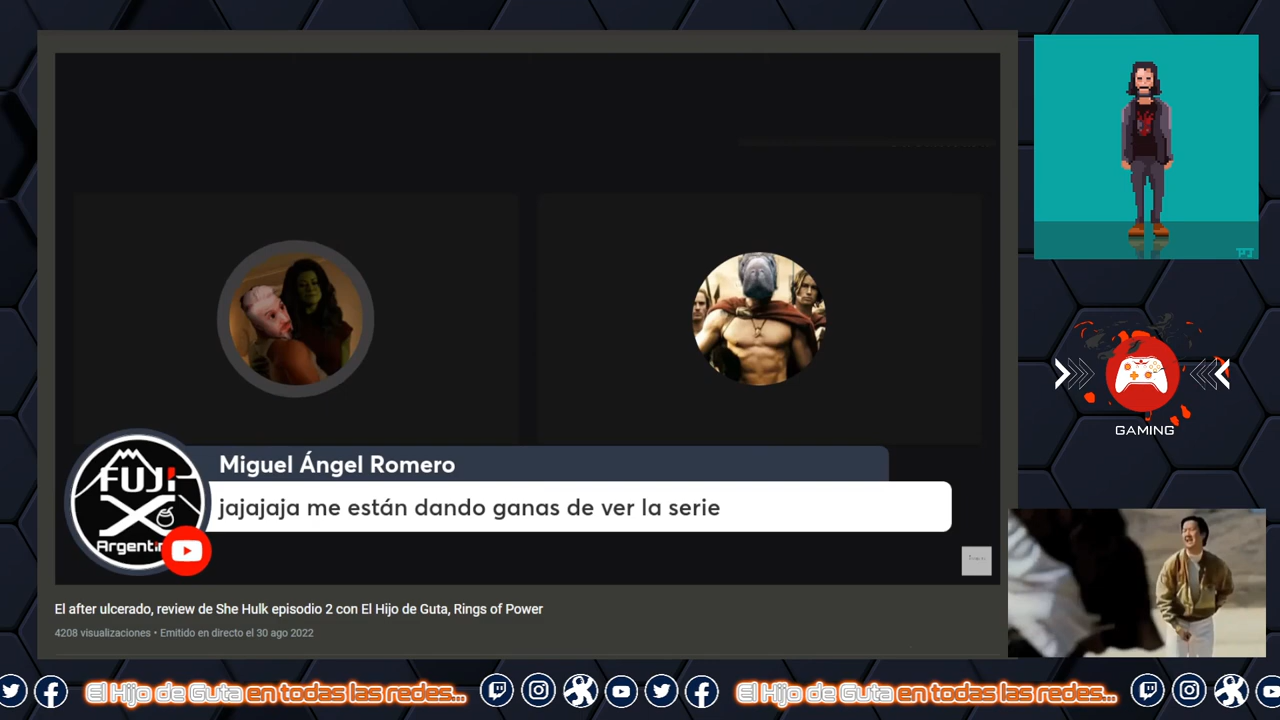 PJ
FUJI
X
Argentin
Miguel Ángel Romero
jajajaja me están dando ganas de ver la serie
GAMING
El after ulcerado, review de She Hulk episodio 2 con El Hijo de Guta, Rings of Power
4208 visualizaciones • Emitido en directo el 30 ago 2022
El Hijo de Guta en todas las redes... El Hijo de Guta en todas las redes...